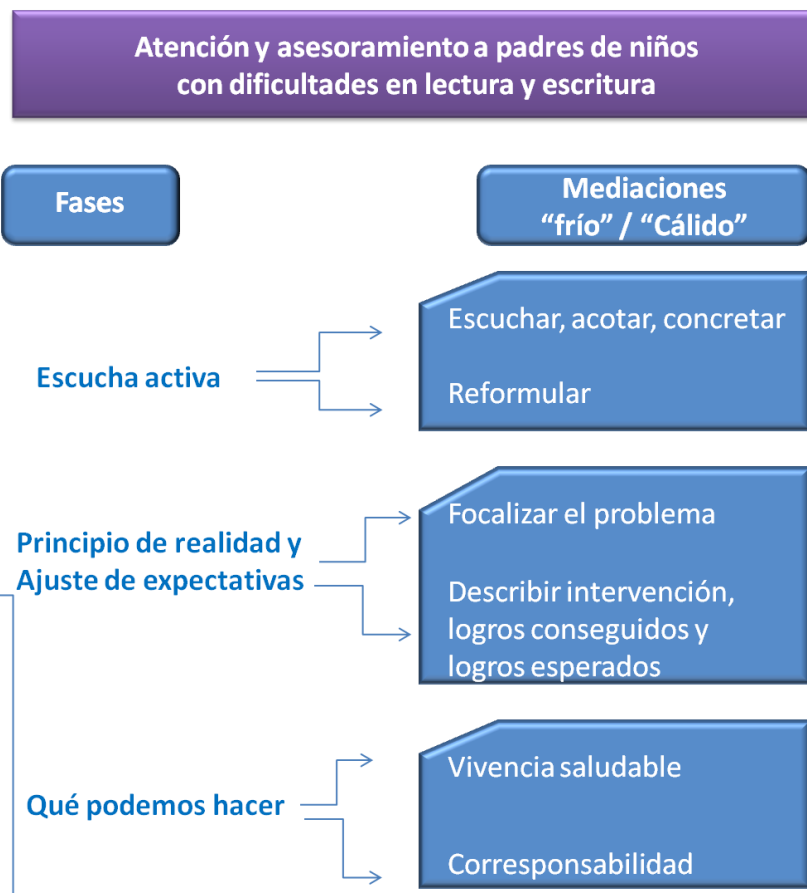 Atención y asesoramiento a padres de niños
con dificultades en lectura y escritura
Fases
Mediaciones
“frío” / “Cálido”
Escucha activa
Escuchar, acotar, concretar
Reformular
Principio de realidad y
Ajuste de expectativas
Focalizar el problema
Describir intervención,
logros conseguidos y
logros esperados
Qué podemos hacer
Vivencia saludable
Corresponsabilidad